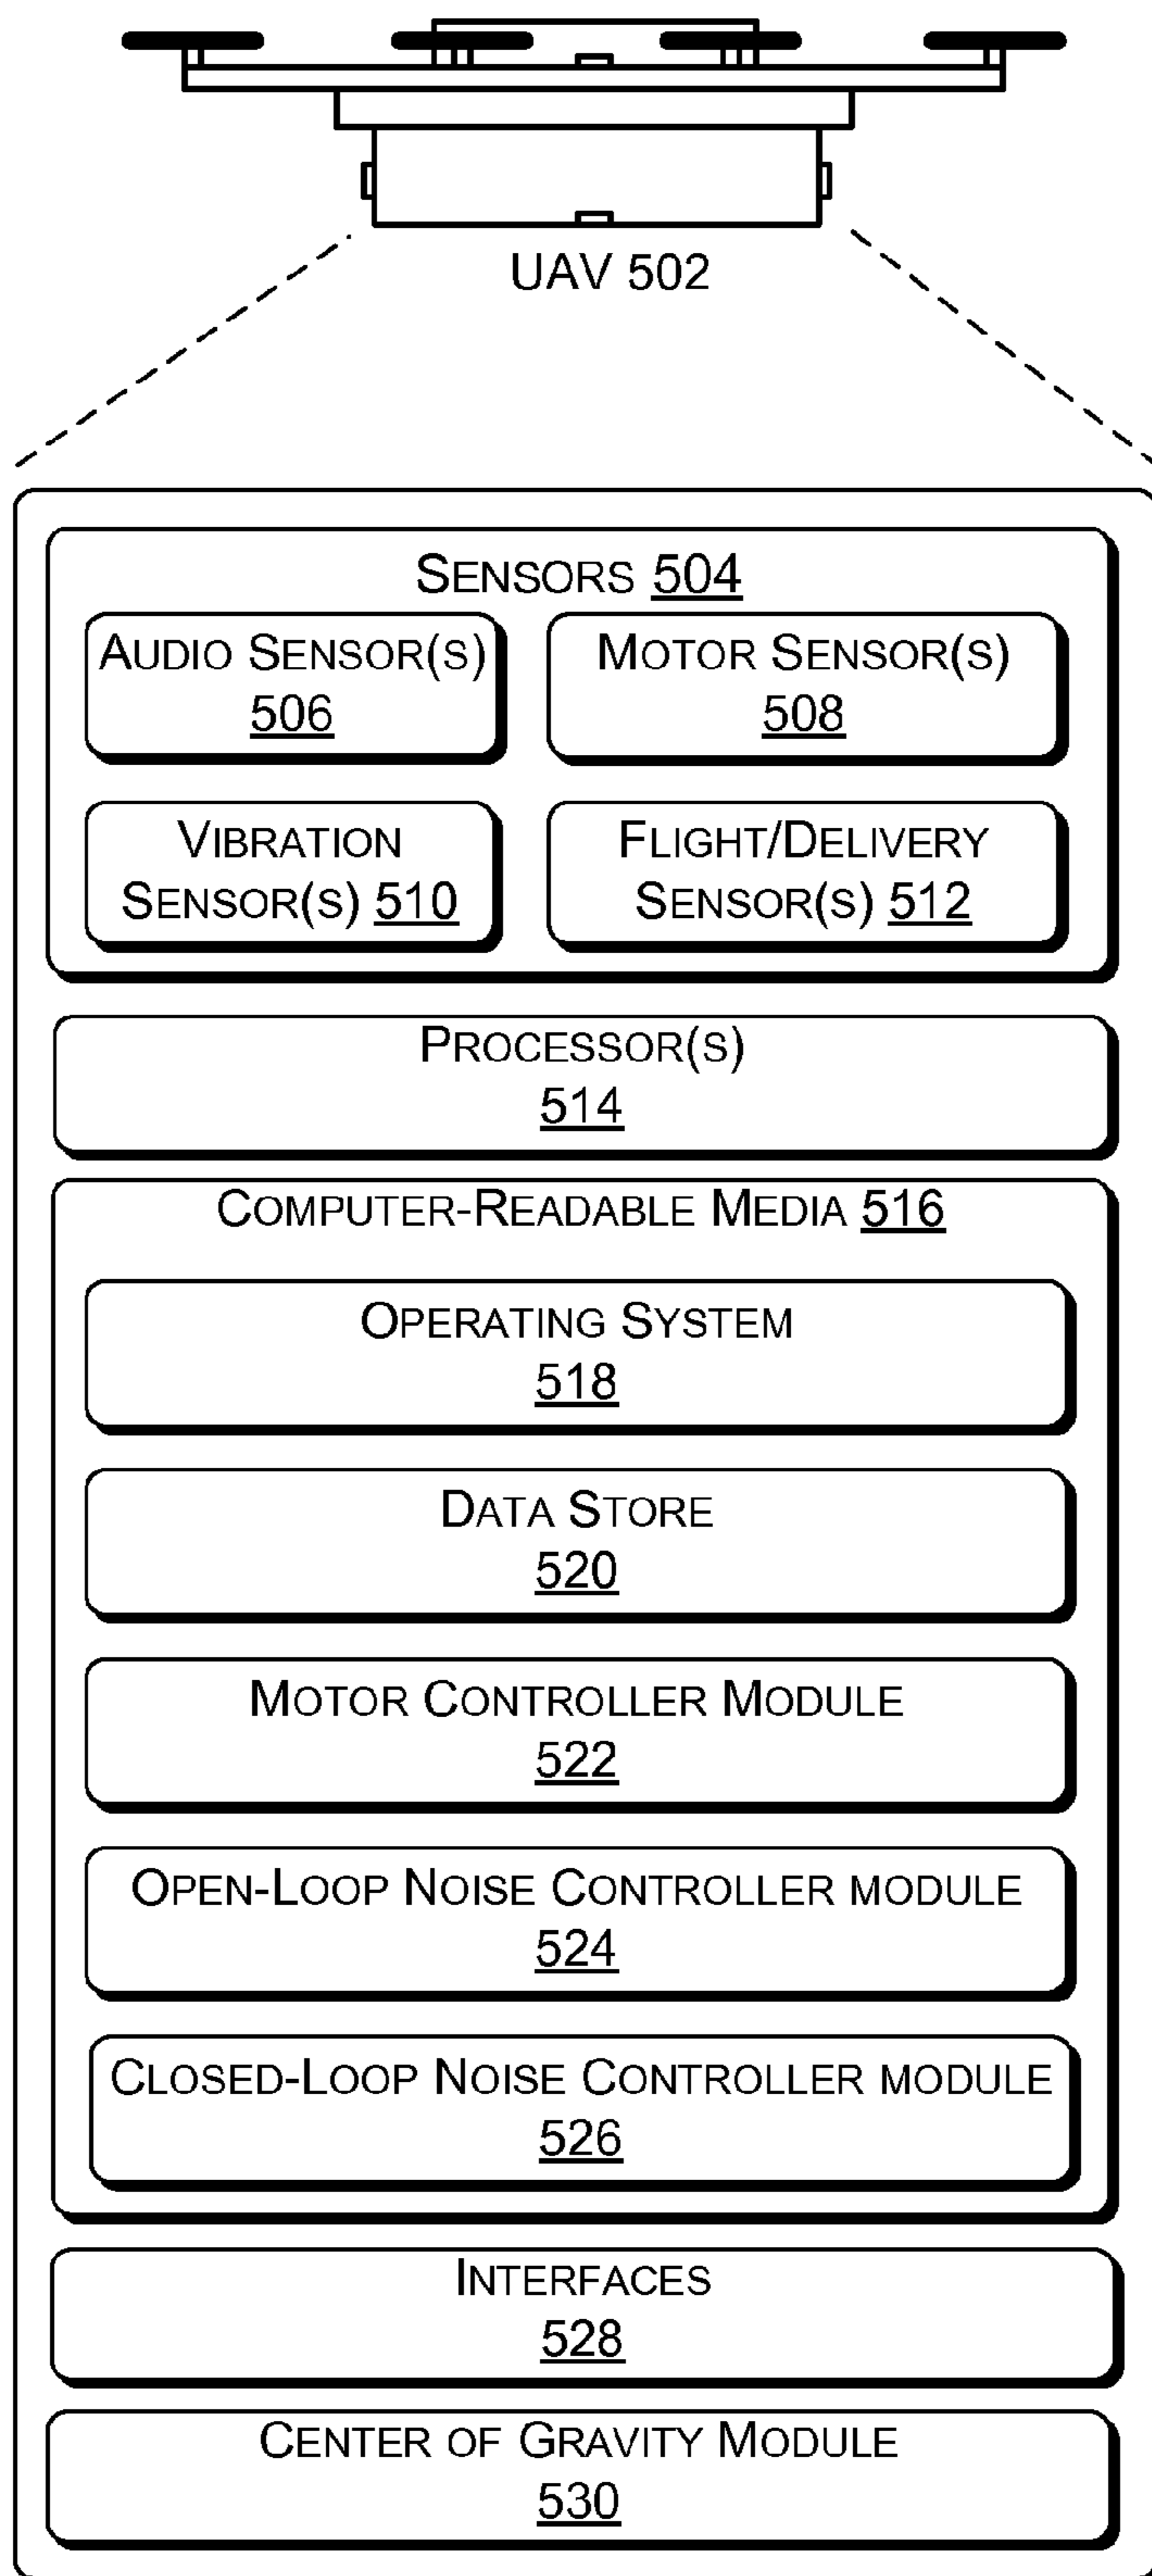 UAV 502
SENSORS 504
AUDIO SENSOR(S)
506
MOTOR SENSOR(S)
508
VIBRATION
SENSOR(S) 510
FLIGHT/DELIVERY
SENSOR(S) 512
PROCESSOR(S)
514
COMPUTER-READABLE MEDIA 516
OPERATING SYSTEM
518
DATA STORE
520
MOTOR CONTROLLER MODULE
522
OPEN-LOOP NOISE CONTROLLER MODULE
524
CLOSED-LOOP NOISE CONTROLLER MODULE
526
INTERFACES
528
CENTER OF GRAVITY MODULE
530